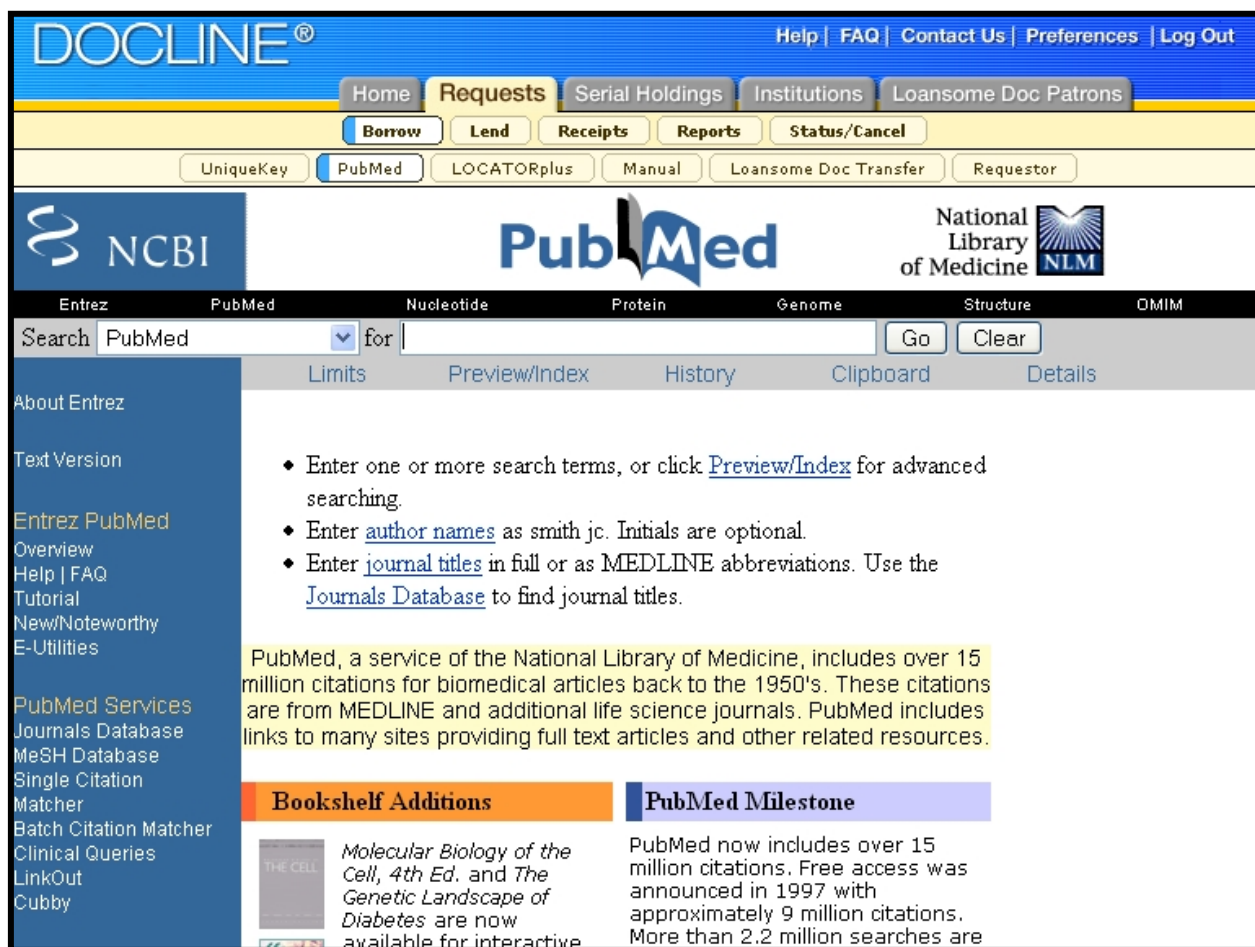 DOCLINE®
Help | FAQ | Contact Us | Preferences | Log Out
Home Requests Serial Holdings Institutions Loansome Doc Patrons
Borrow Lend Receipts Reports Status/Cancel
UniqueKey PubMed LOCATORplus Manual Loansome Doc Transfer Requestor
NCBI
PubMed
National
Library
of Medicine NLM
Entrez PubMed Nucleotide Protein Genome Structure OMIM
Search PubMed for Go Clear
Limits Preview/Index History Clipboard Details
About Entrez
Text Version
Entrez PubMed
Overview
Help | FAQ
Tutorial
New/Noteworthy
E-Utilities
PubMed Services
Journals Database
MeSH Database
Single Citation
Matcher
Batch Citation Matcher
Clinical Queries
LinkOut
Cubby
• Enter one or more search terms, or click Preview/Index for advanced
searching.
• Enter author names as smith jc. Initials are optional.
• Enter journal titles in full or as MEDLINE abbreviations. Use the
Journals Database to find journal titles.
PubMed, a service of the National Library of Medicine, includes over 15
million citations for biomedical articles back to the 1950's. These citations
are from MEDLINE and additional life science journals. PubMed includes
links to many sites providing full text articles and other related resources.
Bookshelf Additions
THE CELL
Molecular Biology of the
Cell, 4th Ed. and The
Genetic Landscape of
Diabetes are now
available for interactive
PubMed Milestone
PubMed now includes over 15
million citations. Free access was
announced in 1997 with
approximately 9 million citations.
More than 2.2 million searches are